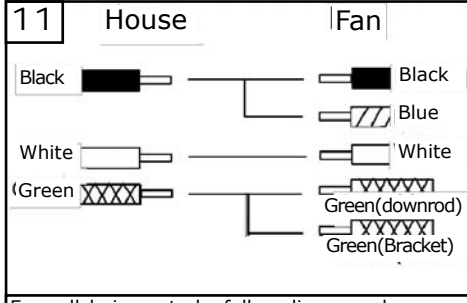 11 House Fan
Black Black
Blue
White White
Green Green(downrod)
Green(Bracket)